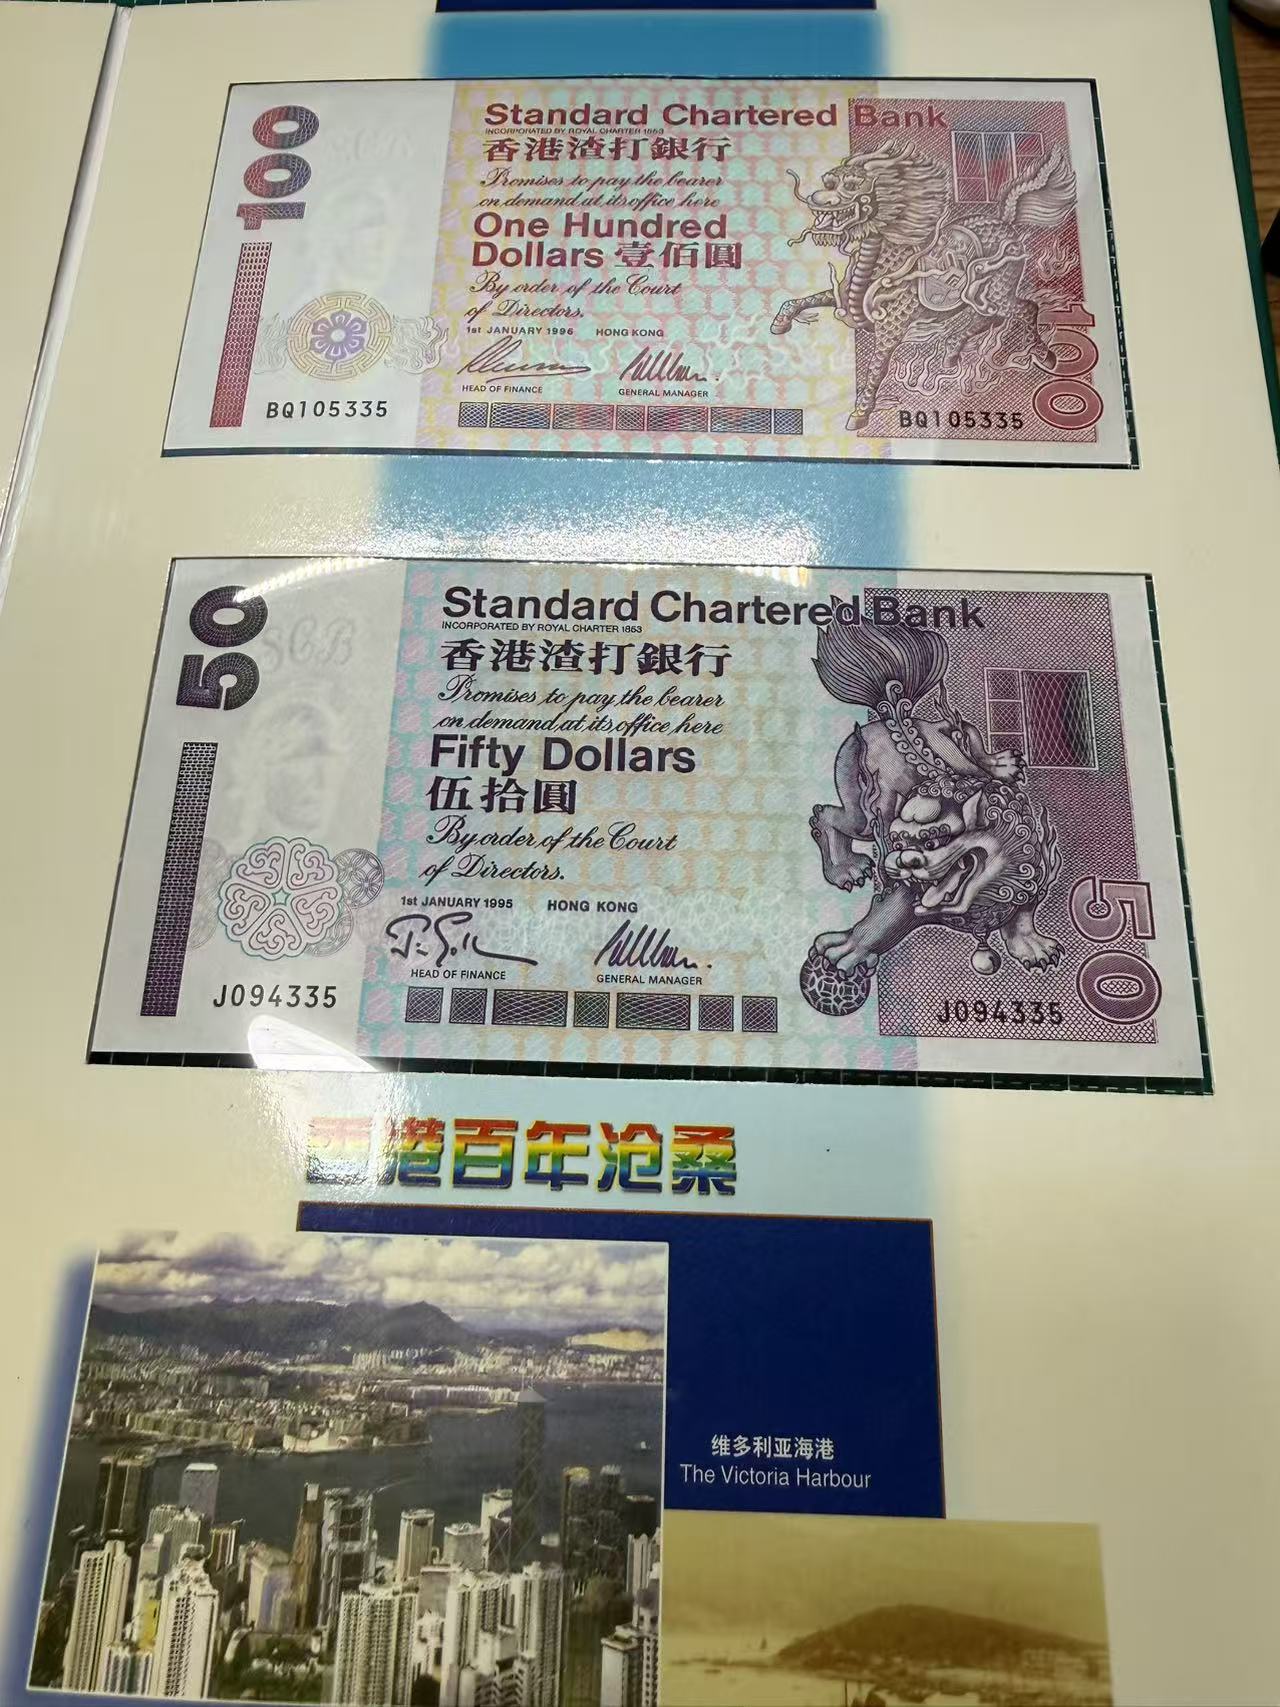 100
Standard Chartered Bank
INCORPORATED BY ROYAL CHARTER 1853
香港渣打銀行
Promises to pay the bearer
on demand at its office here
One Hundred
Dollars 壹佰圓
By order of the Court
of Directors.
1st JANUARY 1996 HONG KONG
HEAD OF FINANCE GENERAL MANAGER
BQ105335
BQ105335
100
50
SCB
Standard Chartered Bank
INCORPORATED BY ROYAL CHARTER 1853
香港渣打銀行
Promises to pay the bearer
on demand at its office here
Fifty Dollars
伍拾圓
By order of the Court
of Directors.
1st JANUARY 1995 HONG KONG
HEAD OF FINANCE GENERAL MANAGER
J094335
J094335
50
香港百年沧桑
维多利亚海港
The Victoria Harbour